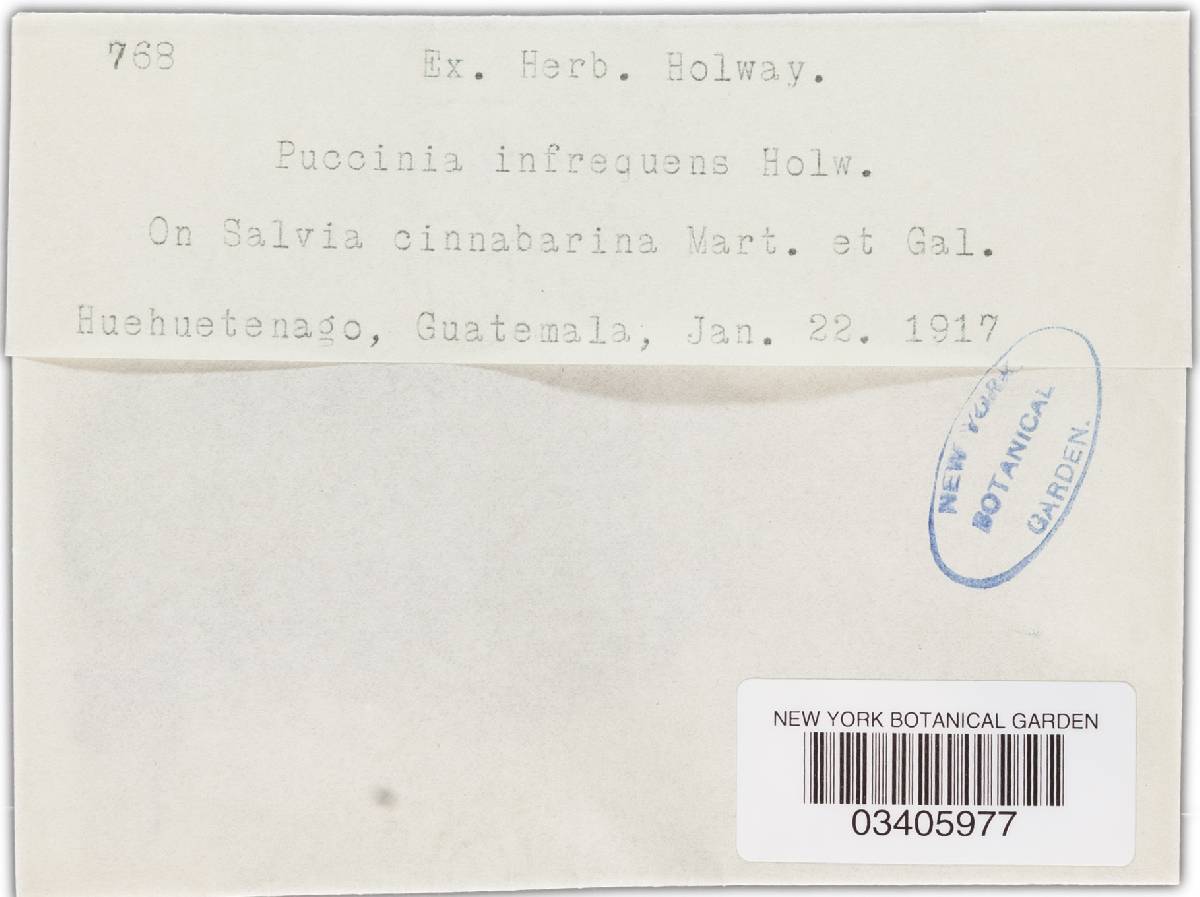 768
Ex. Herb. Holway.
Puccinia infrequens Holw.
On Salvia cinnabarina Mart. et Gal.
Huehuetenago, Guatemala, Jan. 22. 1917
NEW YORK
BOTANICAL
GARDEN.
NEW YORK BOTANICAL GARDEN
03405977